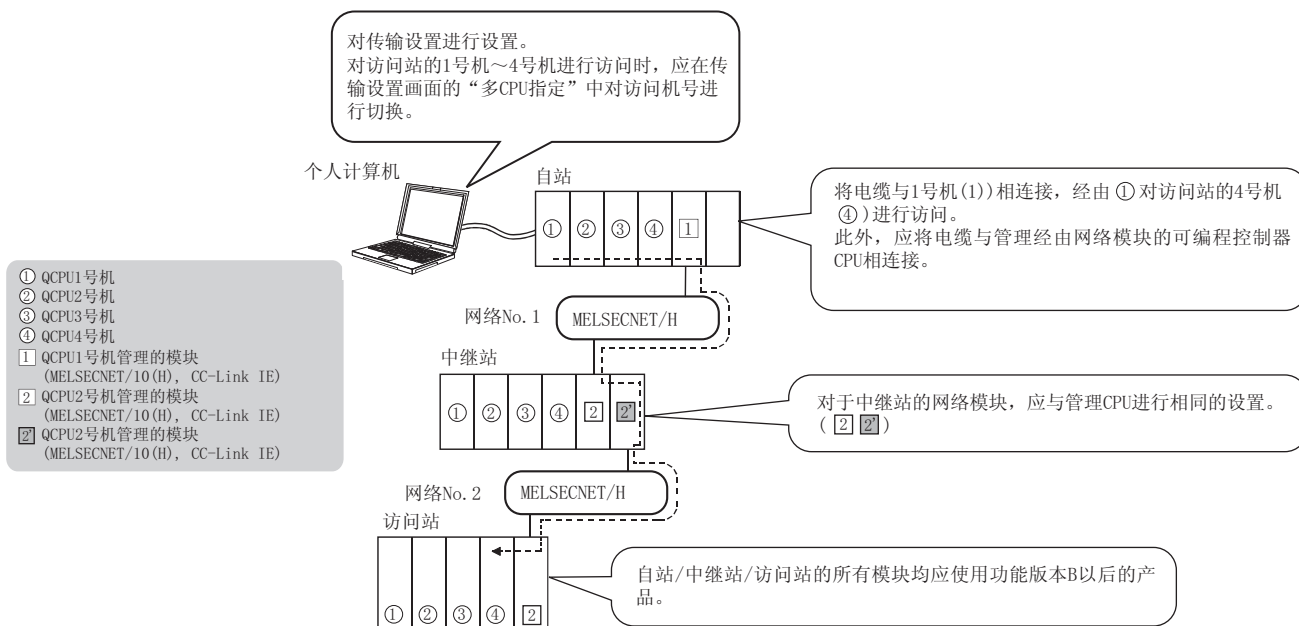 对传输设置进行设置。
对访问站的1号机～4号机进行访问时，应在传
输设置画面的“多CPU指定”中对访问机号进
行切换。
个人计算机
自站
① ② ③ ④ 1
将电缆与1号机(1))相连接，经由 ① 对访问站的4号机
④)进行访问。
此外，应将电缆与管理经由网络模块的可编程控制器
CPU相连接。
① QCPU1号机
② QCPU2号机
③ QCPU3号机
④ QCPU4号机
1 QCPU1号机管理的模块
(MELSECNET/10(H), CC-Link IE)
2 QCPU2号机管理的模块
(MELSECNET/10(H), CC-Link IE)
2' QCPU2号机管理的模块
(MELSECNET/10(H), CC-Link IE)
网络No.1
MELSECNET/H
中继站
① ② ③ ④ 2 2'
对于中继站的网络模块，应与管理CPU进行相同的设置。
( 2 2' )
网络No.2
MELSECNET/H
访问站
① ② ③ ④ 2
自站/中继站/访问站的所有模块均应使用功能版本B以后的产
品。